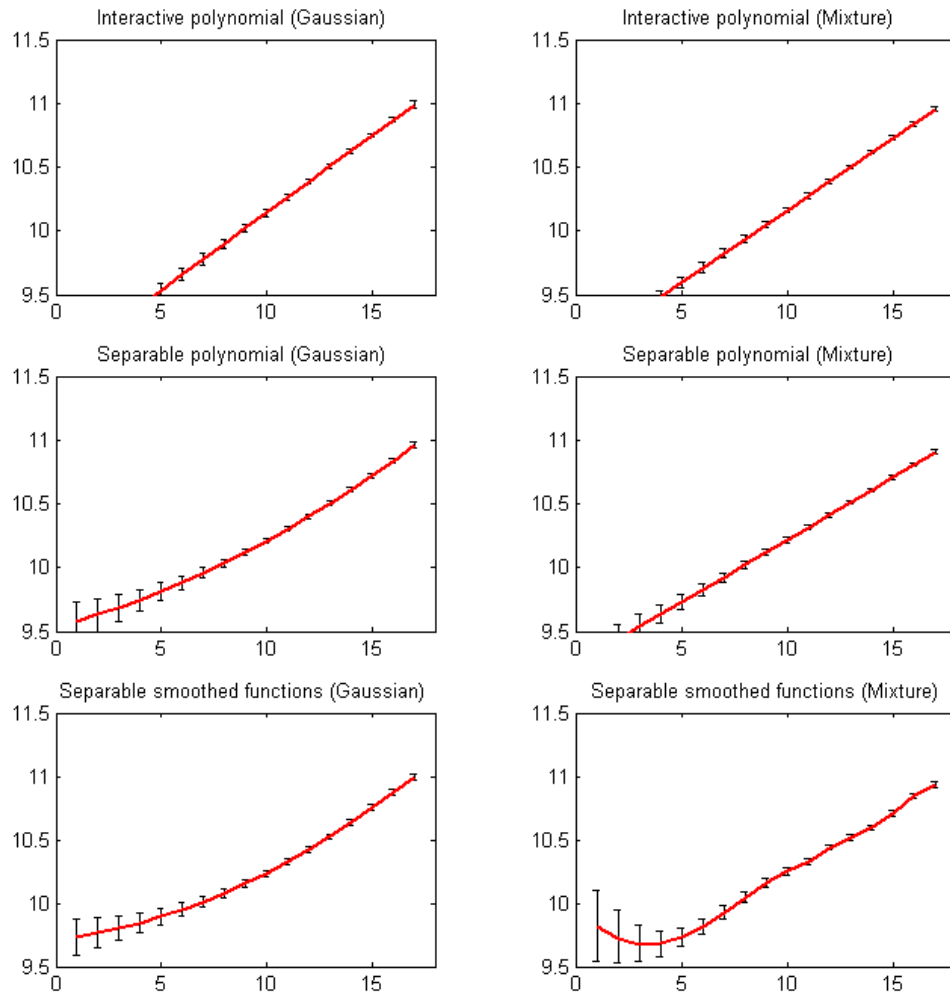 Interactive polynomial (Gaussian)
Interactive polynomial (Mixture)
11.5
11
10.5
10
9.5
0 5 10 15
11.5
11
10.5
10
9.5
0 5 10 15
Separable polynomial (Gaussian)
Separable polynomial (Mixture)
11.5
11
10.5
10
9.5
0 5 10 15
11.5
11
10.5
10
9.5
0 5 10 15
Separable smoothed functions (Gaussian)
Separable smoothed functions (Mixture)
11.5
11
10.5
10
9.5
0 5 10 15
11.5
11
10.5
10
9.5
0 5 10 15